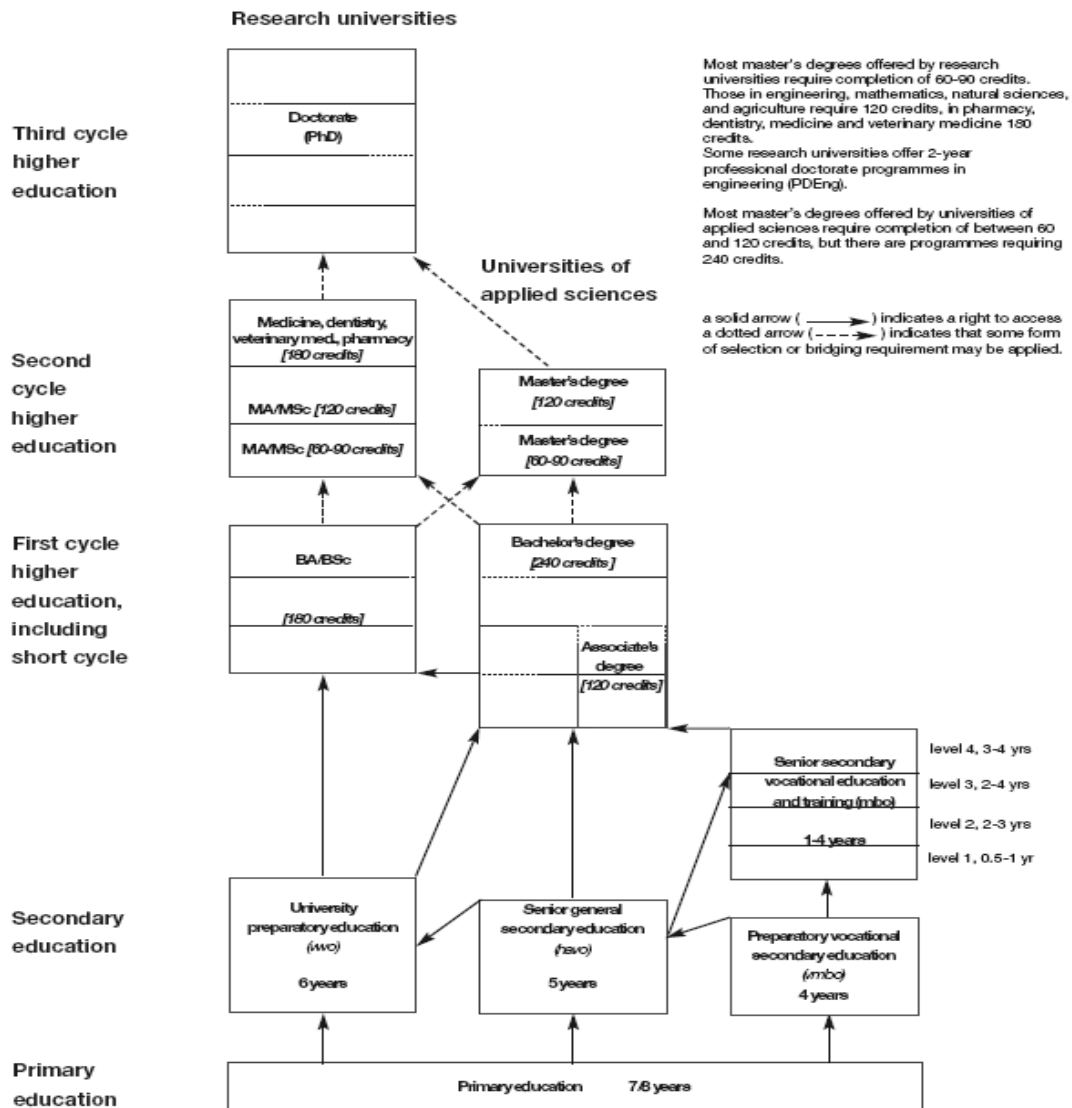 Research universities
Third cycle
higher
education
Doctorate
(PhD)
Most master's degrees offered by research
universities require completion of 60-90 credits.
Those in engineering, mathematics, natural sciences,
and agriculture require 120 credits, in pharmacy,
dentistry, medicine and veterinary medicine 180
credits.
Some research universities offer 2-year
professional doctorate programmes in
engineering (PDEng).
Most master's degrees offered by universities of
applied sciences require completion of between 60
and 120 credits, but there are programmes requiring
240 credits.
Universities of
applied sciences
a solid arrow ( ) indicates a right to access
a dotted arrow ( ) indicates that some form
of selection or bridging requirement may be applied.
Second
cycle
higher
education
Medicine, dentistry,
veterinary med., pharmacy
[180 credits]
MA/MSc [120 credits]
MA/MSc [60-90 credits]
Master's degree
[120 credits]
Master's degree
[60-90 credits]
First cycle
higher
education,
including
short cycle
BA/BSc
[180 credits]
Bachelor's degree
[240 credits]
Associate's
degree
[120 credits]
Senior secondary
vocational education
and training (mbo)
1-4 years
level 4, 3-4 yrs
level 3, 2-4 yrs
level 2, 2-3 yrs
level 1, 0.5-1 yr
Secondary
education
University
preparatory education
(vwo)
6 years
Senior general
secondary education
(havo)
5 years
Preparatory vocational
secondary education
(vmbo)
4 years
Primary
education
Primary education 7/8 years